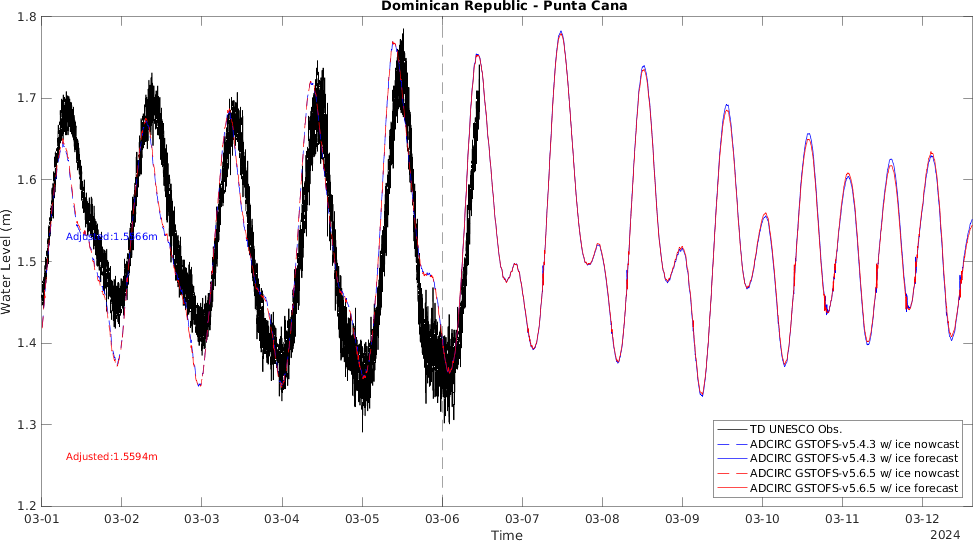 Dominican Republic - Punta Cana
1.8
1.7
1.6
1.5
1.4
1.3
1.2
Water Level (m)
Adjusted:1.5594m
TD UNESCO Obs.
ADCIRC GSTOFS-v5.4.3 w/ ice nowcast
ADCIRC GSTOFS-v5.4.3 w/ ice forecast
ADCIRC GSTOFS-v5.6.5 w/ ice nowcast
ADCIRC GSTOFS-v5.6.5 w/ ice forecast
03-01 03-02 03-03 03-04 03-05 03-06 03-07 03-08 03-09 03-10 03-11 03-12
Time
2024